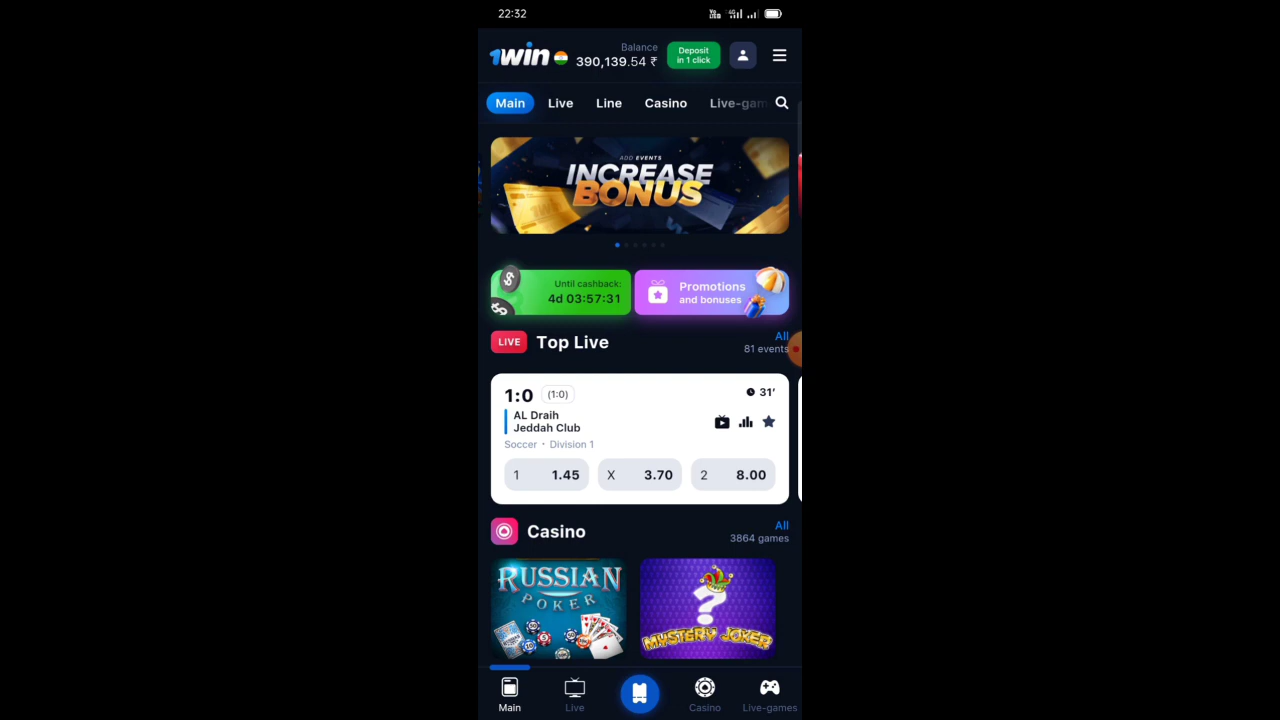 22:32
Vo LTE 4G
1win
Balance
390,139.54 ₹
Deposit
in 1 click
Main Live Line Casino Live-gam
ADD EVENTS
INCREASE
BONUS
Until cashback:
4d 03:57:31
Promotions
and bonuses
LIVE Top Live
All
81 events
1:0 (1:0) 31'
AL Draih
Jeddah Club
Soccer • Division 1
1 1.45 X 3.70 2 8.00
Casino
All
3864 games
RUSSIAN
POKER
?
MYSTERY JOKER
Main Live Casino Live-games